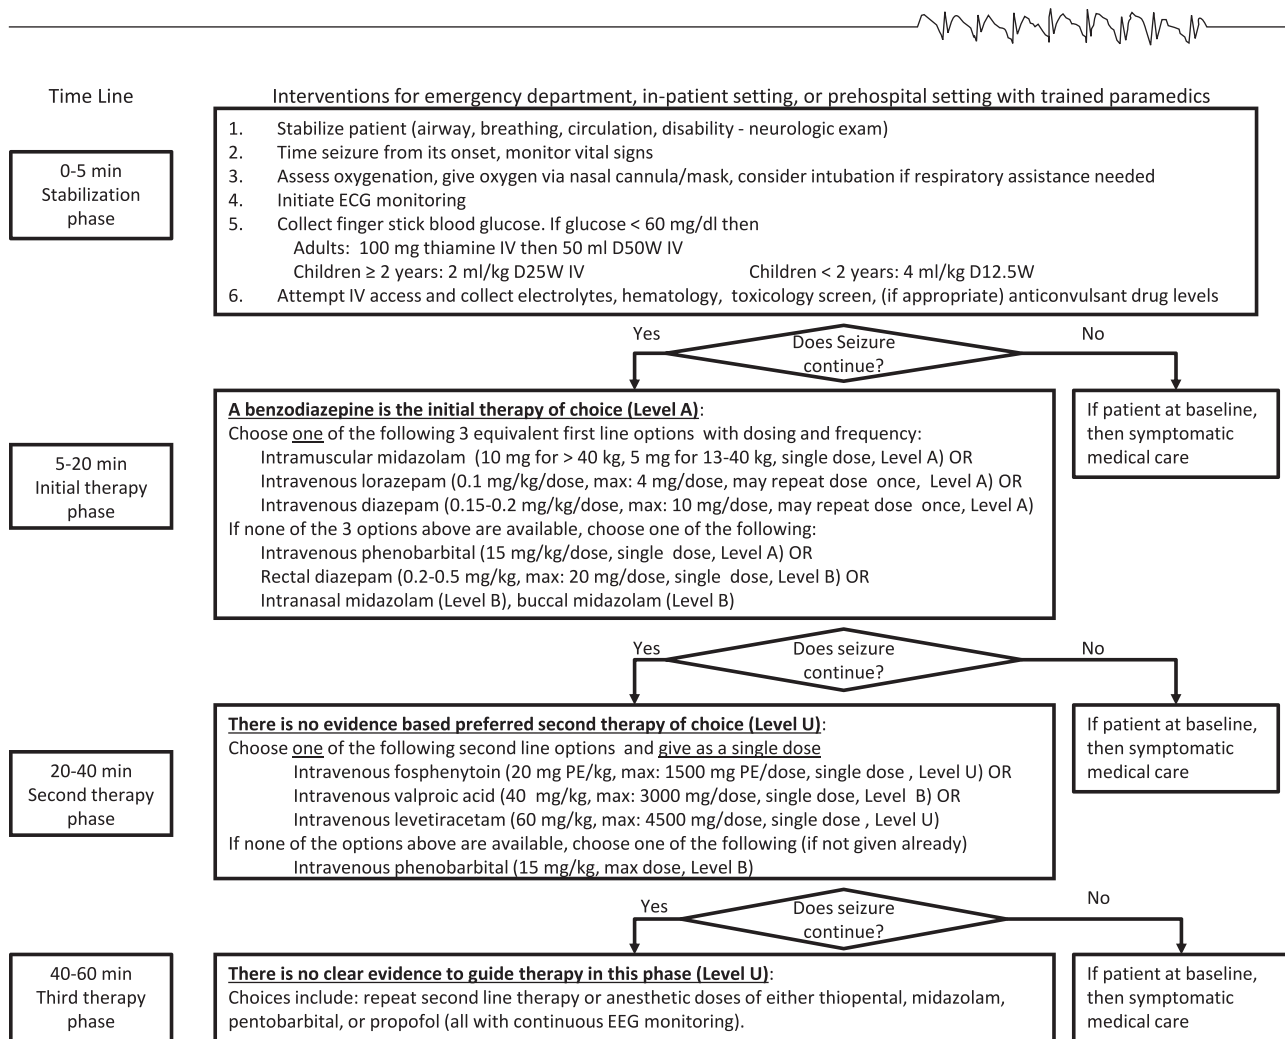 Time Line
Interventions for emergency department, in-patient setting, or prehospital setting with trained paramedics
0-5 min
Stabilization
phase
1. Stabilize patient (airway, breathing, circulation, disability - neurologic exam)
2. Time seizure from its onset, monitor vital signs
3. Assess oxygenation, give oxygen via nasal cannula/mask, consider intubation if respiratory assistance needed
4. Initiate ECG monitoring
5. Collect finger stick blood glucose. If glucose < 60 mg/dl then
Adults: 100 mg thiamine IV then 50 ml D50W IV
Children ≥ 2 years: 2 ml/kg D25W IV Children < 2 years: 4 ml/kg D12.5W
6. Attempt IV access and collect electrolytes, hematology, toxicology screen, (if appropriate) anticonvulsant drug levels
Yes
Does Seizure
continue?
No
5-20 min
Initial therapy
phase
A benzodiazepine is the initial therapy of choice (Level A):
Choose one of the following 3 equivalent first line options with dosing and frequency:
Intramuscular midazolam (10 mg for > 40 kg, 5 mg for 13-40 kg, single dose, Level A) OR
Intravenous lorazepam (0.1 mg/kg/dose, max: 4 mg/dose, may repeat dose once, Level A) OR
Intravenous diazepam (0.15-0.2 mg/kg/dose, max: 10 mg/dose, may repeat dose once, Level A)
If none of the 3 options above are available, choose one of the following:
Intravenous phenobarbital (15 mg/kg/dose, single dose, Level A) OR
Rectal diazepam (0.2-0.5 mg/kg, max: 20 mg/dose, single dose, Level B) OR
Intranasal midazolam (Level B), buccal midazolam (Level B)
If patient at baseline,
then symptomatic
medical care
Yes
Does seizure
continue?
No
20-40 min
Second therapy
phase
There is no evidence based preferred second therapy of choice (Level U):
Choose one of the following second line options and give as a single dose
Intravenous fosphenytoin (20 mg PE/kg, max: 1500 mg PE/dose, single dose , Level U) OR
Intravenous valproic acid (40 mg/kg, max: 3000 mg/dose, single dose, Level B) OR
Intravenous levetiracetam (60 mg/kg, max: 4500 mg/dose, single dose , Level U)
If none of the options above are available, choose one of the following (if not given already)
Intravenous phenobarbital (15 mg/kg, max dose, Level B)
If patient at baseline,
then symptomatic
medical care
Yes
Does seizure
continue?
No
40-60 min
Third therapy
phase
There is no clear evidence to guide therapy in this phase (Level U):
Choices include: repeat second line therapy or anesthetic doses of either thiopental, midazolam,
pentobarbital, or propofol (all with continuous EEG monitoring).
If patient at baseline,
then symptomatic
medical care